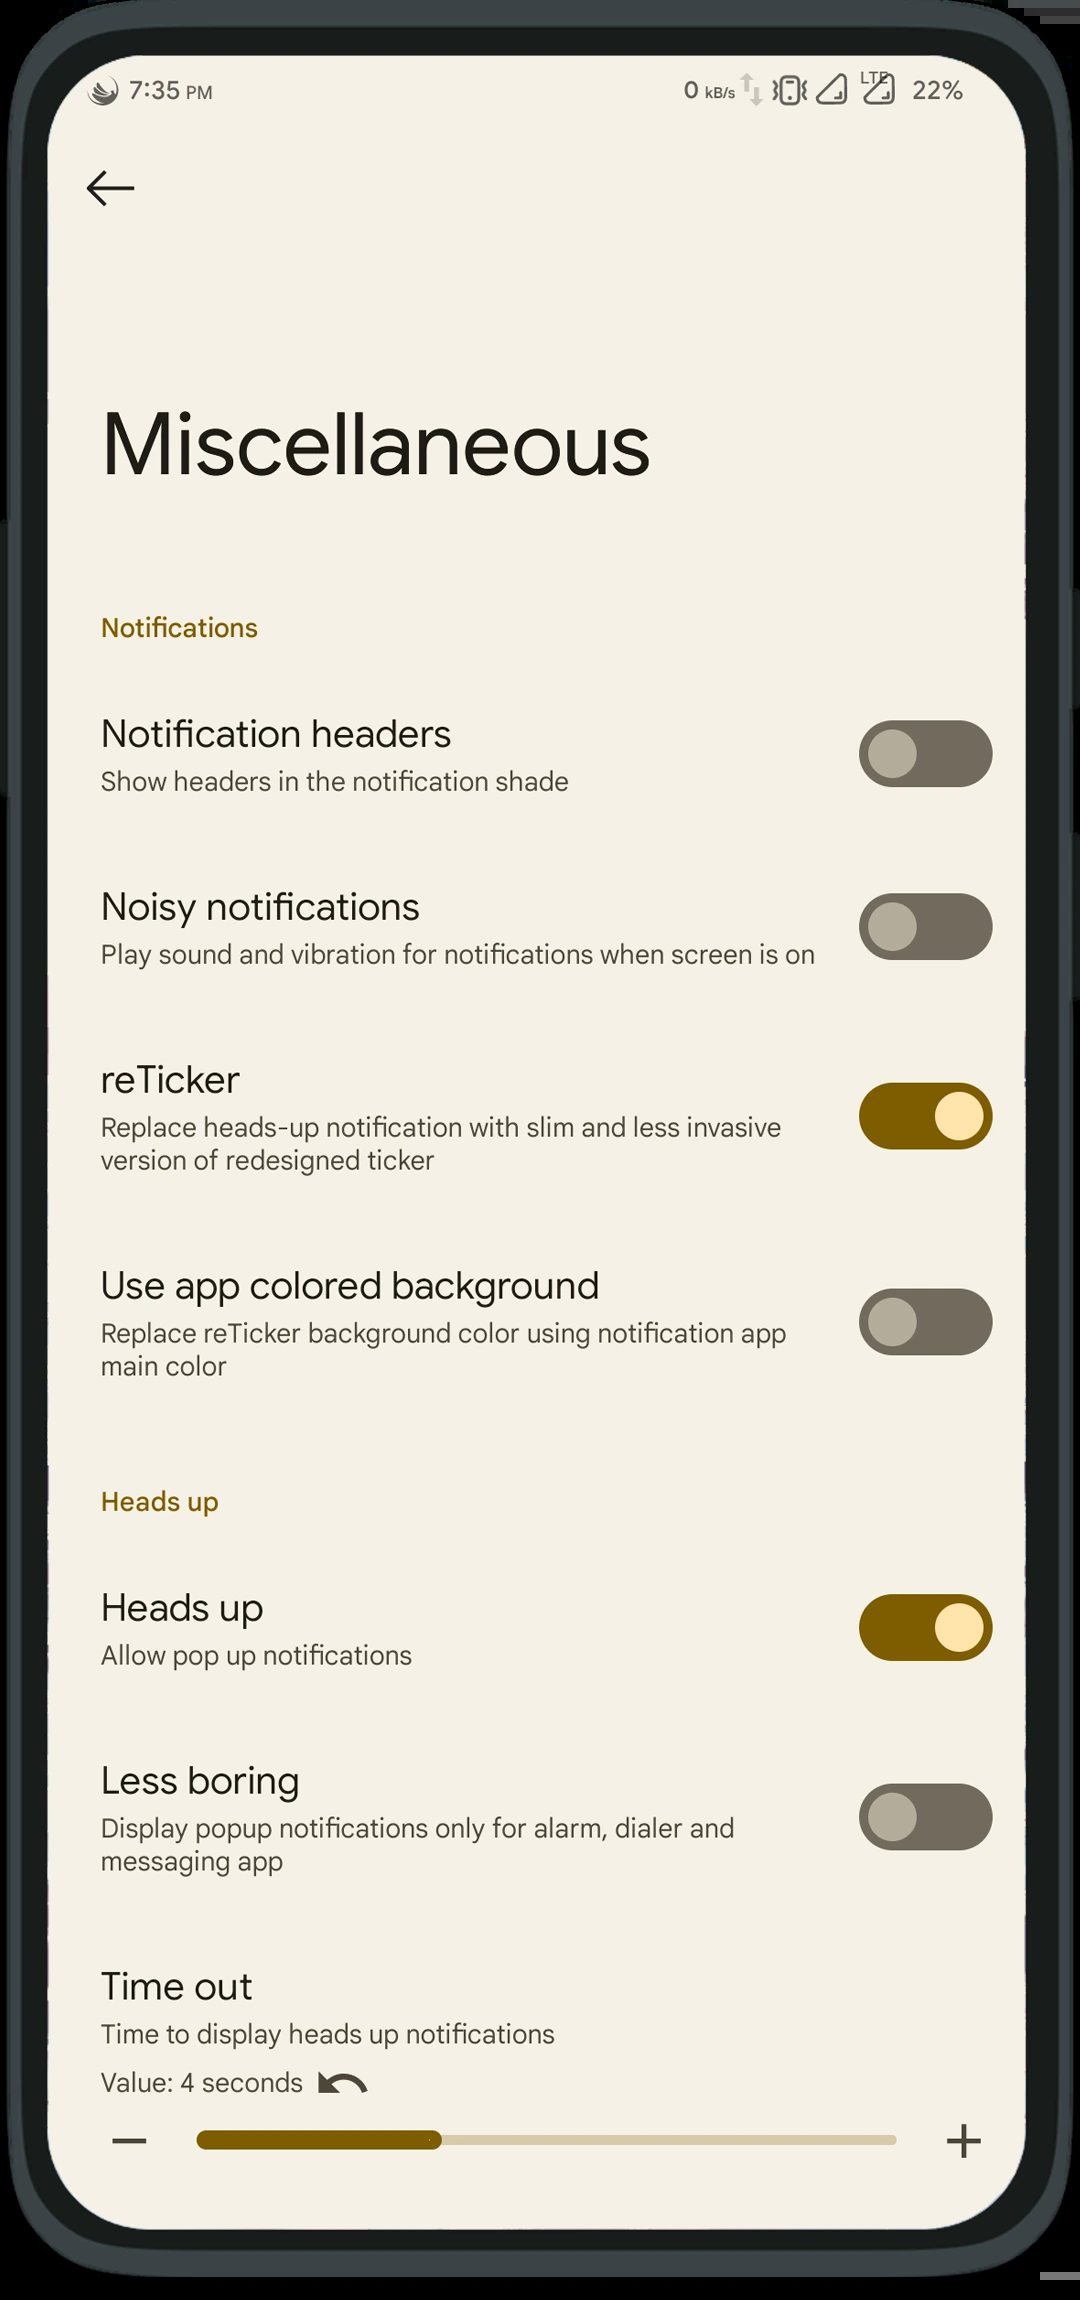 7:35 PM
0 kB/s LTE 22%
Miscellaneous
Notifications
Notification headers
Show headers in the notification shade
Noisy notifications
Play sound and vibration for notifications when screen is on
reTicker
Replace heads-up notification with slim and less invasive
version of redesigned ticker
Use app colored background
Replace reTicker background color using notification app
main color
Heads up
Heads up
Allow pop up notifications
Less boring
Display popup notifications only for alarm, dialer and
messaging app
Time out
Time to display heads up notifications
Value: 4 seconds